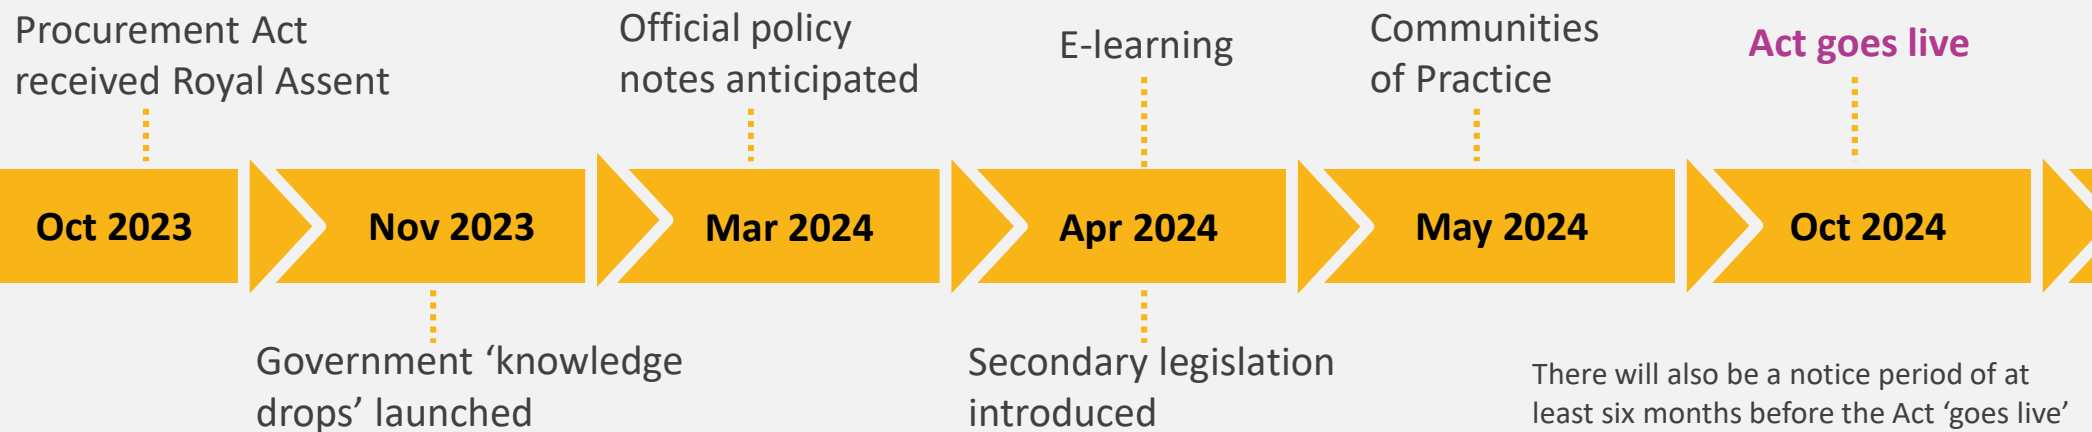 Procurement Act
received Royal Assent
Official policy
notes anticipated
E-learning
Communities
of Practice
Act goes live
Oct 2023
Nov 2023
Mar 2024
Apr 2024
May 2024
Oct 2024
Government ‘knowledge
drops’ launched
Secondary legislation
introduced
There will also be a notice period of at
least six months before the Act ‘goes live’